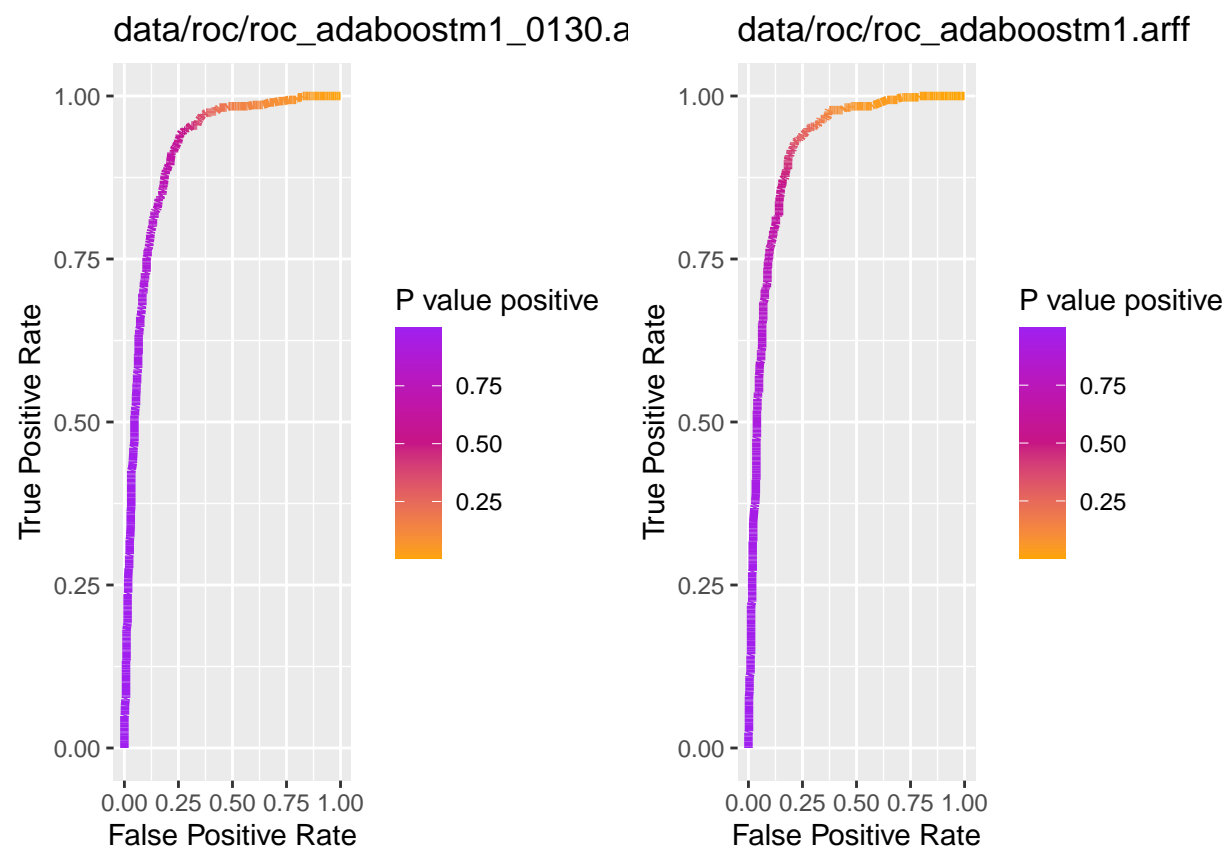 data/roc/roc_adaboostm1_0130.a
True Positive Rate
1.00
0.75
0.50
0.25
0.00
0.00 0.25 0.50 0.75 1.00
False Positive Rate
P value positive
0.75
0.50
0.25
data/roc/roc_adaboostm1.arff
True Positive Rate
1.00
0.75
0.50
0.25
0.00
0.00 0.25 0.50 0.75 1.00
False Positive Rate
P value positive
0.75
0.50
0.25